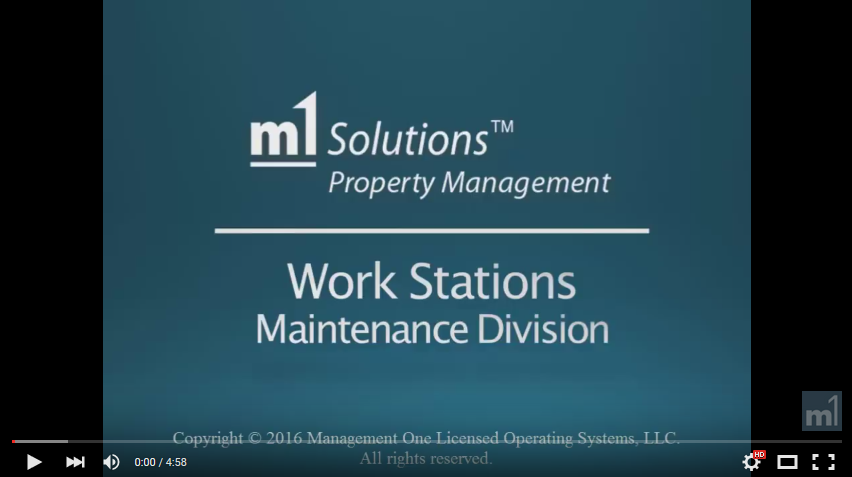 m1 Solutions™
Property Management
Work Stations
Maintenance Division
m1
Copyright © 2016 Management One Licensed Operating Systems, LLC.
All rights reserved.
0:00 / 4:58
HD